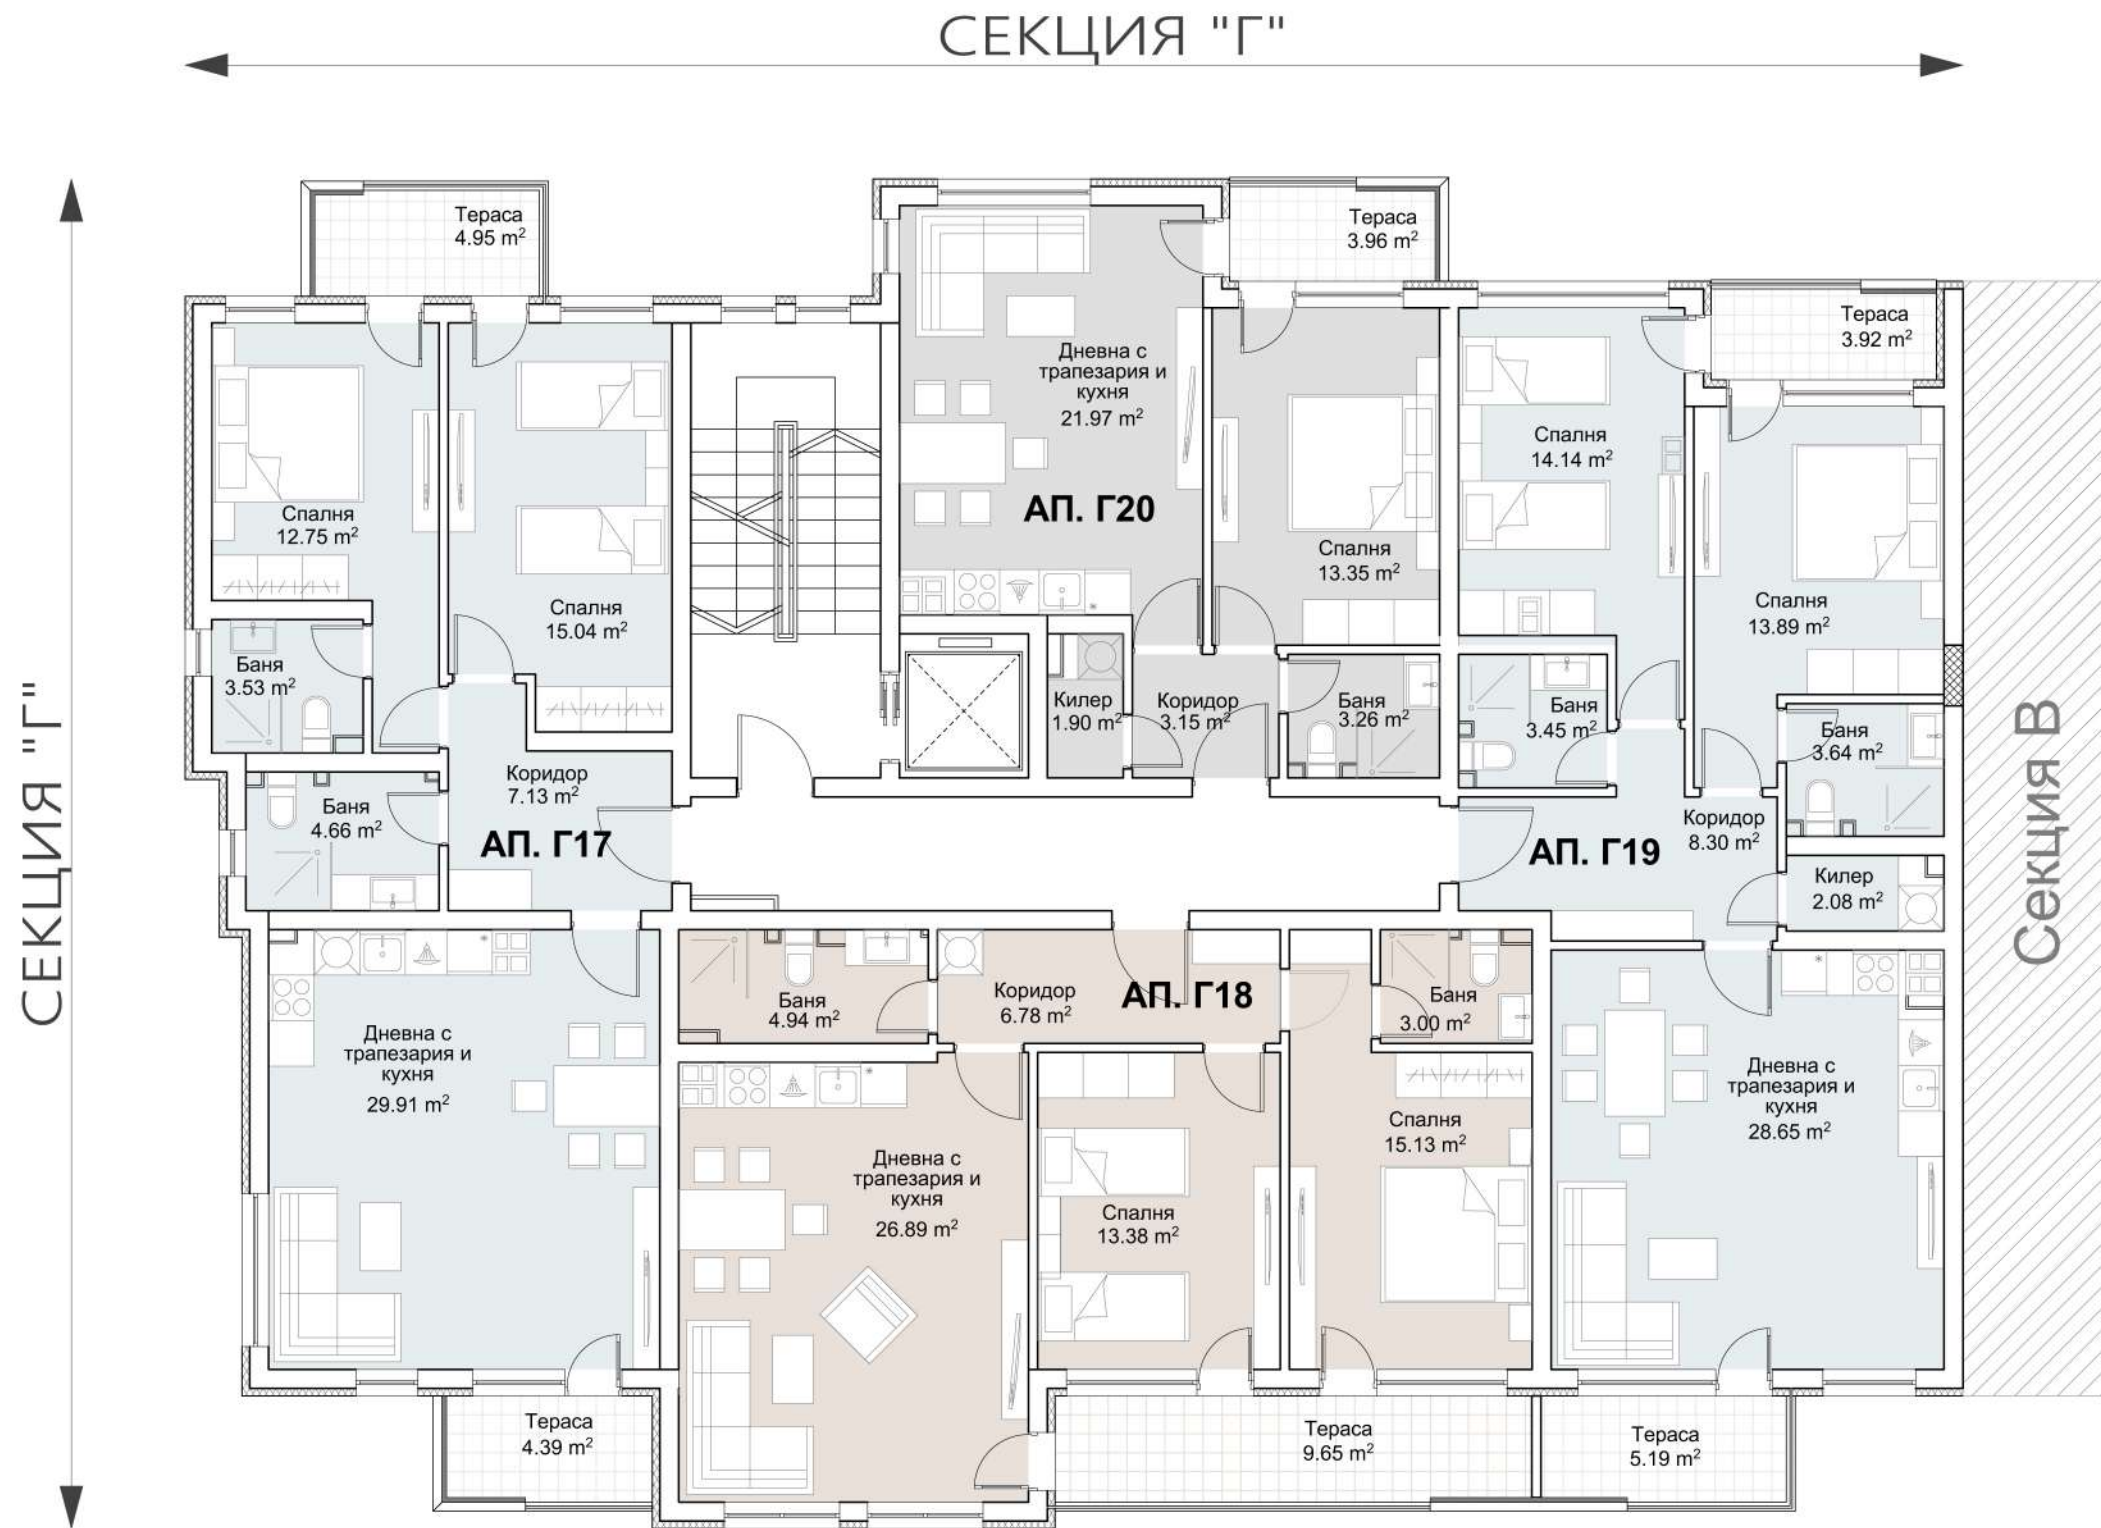 СЕКЦИЯ "Г"
СЕКЦИЯ "Г"
Секция В
Тераса
4.95 m²
Тераса
3.96 m²
Тераса
3.92 m²
Спалня
12.75 m²
Спалня
15.04 m²
Баня
3.53 m²
Баня
4.66 m²
Коридор
7.13 m²
АП. Г17
Дневна с
трапезария и
кухня
29.91 m²
Тераса
4.39 m²
Дневна с
трапезария и
кухня
21.97 m²
АП. Г20
Спалня
13.35 m²
Килер
1.90 m²
Коридор
3.15 m²
Баня
3.26 m²
Спалня
14.14 m²
Спалня
13.89 m²
Баня
3.45 m²
Баня
3.64 m²
Коридор
8.30 m²
АП. Г19
Килер
2.08 m²
Дневна с
трапезария и
кухня
28.65 m²
Тераса
5.19 m²
Баня
4.94 m²
Коридор
6.78 m²
АП. Г18
Баня
3.00 m²
Дневна с
трапезария и
кухня
26.89 m²
Спалня
13.38 m²
Спалня
15.13 m²
Тераса
9.65 m²